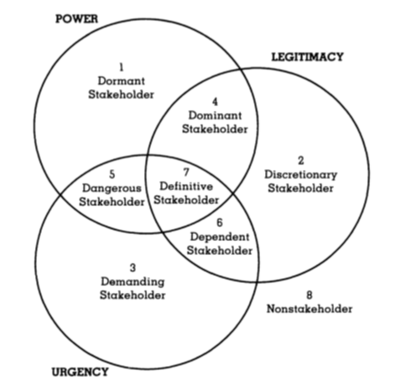 POWER
LEGITIMACY
1
Dormant
Stakeholder
4
Dominant
Stakeholder
2
Discretionary
Stakeholder
5
Dangerous
Stakeholder
7
Definitive
Stakeholder
6
Dependent
Stakeholder
3
Demanding
Stakeholder
8
Nonstakeholder
URGENCY